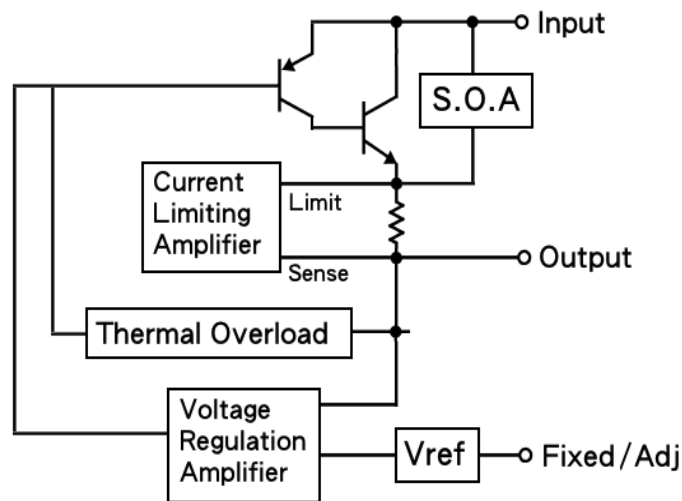 Input
S.O.A
Current
Limiting
Amplifier
Limit
Sense
Output
Thermal Overload
Voltage
Regulation
Amplifier
Vref
Fixed/Adj